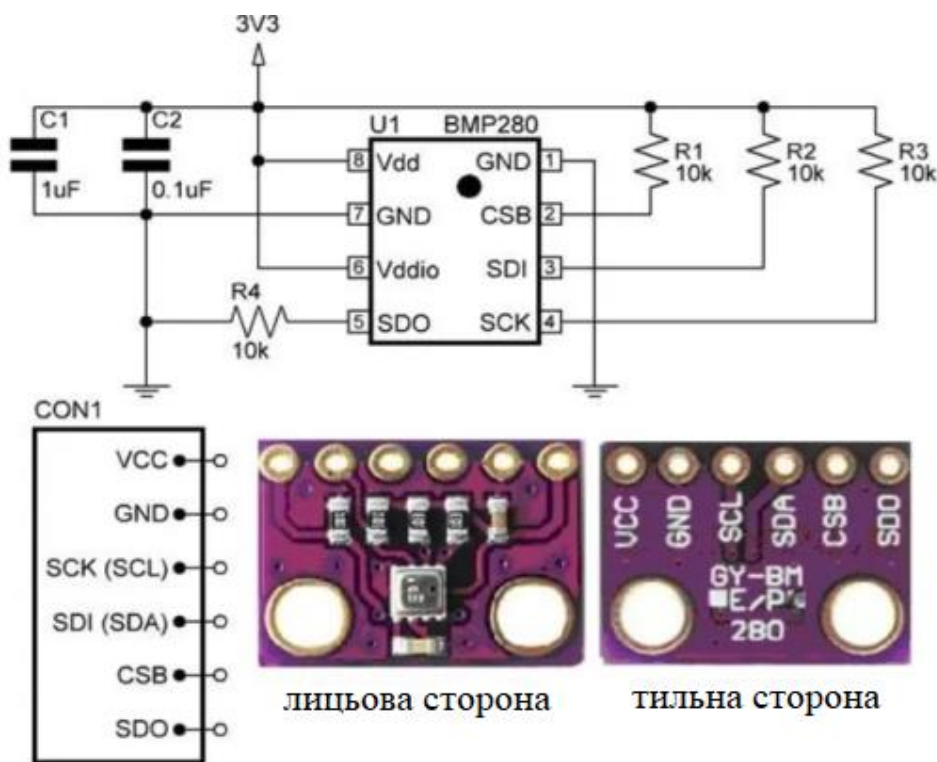 3V3
C1
C2
1uF
0.1uF
U1 BMP280
8 Vdd
7 GND
6 Vddio
5 SDO
GND 1
CSB 2
SDI 3
SCK 4
R1
10k
R2
10k
R3
10k
R4
10k
CON1
VCC
GND
SCK (SCL)
SDI (SDA)
CSB
SDO
VCC
GND
SCL
SDA
CSB
SDO
GY-BM
E/P
280
лицьова сторона
тильна сторона